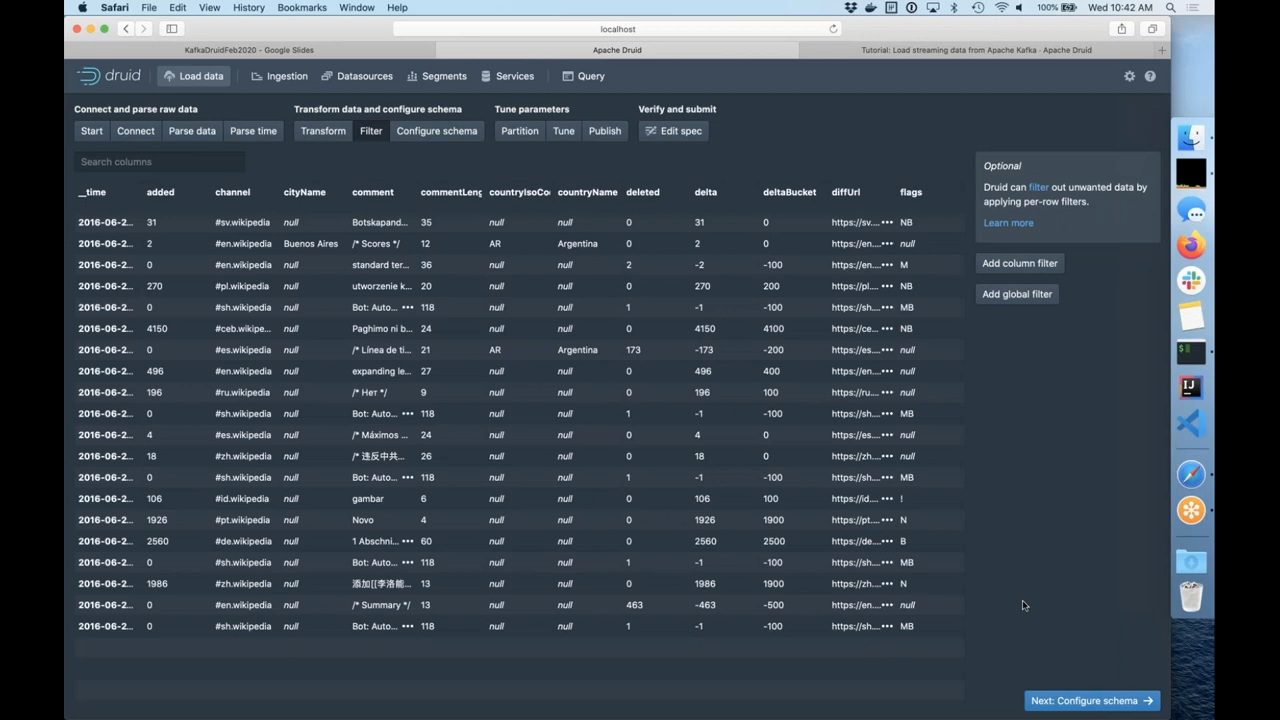 Safari File Edit View History Bookmarks Window Help 100% Wed 10:42 AM
localhost
KafkaDruidFeb2020 - Google Slides Apache Druid Tutorial: Load streaming data from Apache Kafka · Apache Druid
druid Load data Ingestion Datasources Segments Services Query
Connect and parse raw data Transform data and configure schema Tune parameters Verify and submit
Start Connect Parse data Parse time Transform Filter Configure schema Partition Tune Publish Edit spec
Search columns
Optional
Druid can filter out unwanted data by
applying per-row filters.
Learn more
Add column filter
Add global filter
__time added channel cityName comment commentLeng countryIsoCo countryName deleted delta deltaBucket diffUrl flags
2016-06-2... 31 #sv.wikipedia null Botskapand... 35 null null 0 31 0 https://sv.... ••• NB
2016-06-2... 2 #en.wikipedia Buenos Aires /* Scores */ 12 AR Argentina 0 2 0 https://en.... ••• null
2016-06-2... 0 #en.wikipedia null standard ter... 36 null null 2 -2 -100 https://en.... ••• M
2016-06-2... 270 #pl.wikipedia null utworzenie k... 20 null null 0 270 200 https://pl.... ••• NB
2016-06-2... 0 #sh.wikipedia null Bot: Auto... ••• 118 null null 1 -1 -100 https://sh.... ••• MB
2016-06-2... 4150 #ceb.wikipe... null Paghimo ni b... 24 null null 0 4150 4100 https://ce.... ••• NB
2016-06-2... 0 #es.wikipedia null /* Línea de ti... 21 AR Argentina 173 -173 -200 https://es.... ••• null
2016-06-2... 496 #en.wikipedia null expanding le... 27 null null 0 496 400 https://en.... ••• null
2016-06-2... 196 #ru.wikipedia null /* Нет */ 9 null null 0 196 100 https://ru.... ••• null
2016-06-2... 0 #sh.wikipedia null Bot: Auto... ••• 118 null null 1 -1 -100 https://sh.... ••• MB
2016-06-2... 4 #es.wikipedia null /* Máximos ... 24 null null 0 4 0 https://es.... ••• null
2016-06-2... 18 #zh.wikipedia null /* 违反中共... 26 null null 0 18 0 https://zh.... ••• null
2016-06-2... 0 #sh.wikipedia null Bot: Auto... ••• 118 null null 1 -1 -100 https://sh.... ••• MB
2016-06-2... 106 #id.wikipedia null gambar 6 null null 0 106 100 https://id.... ••• !
2016-06-2... 1926 #pt.wikipedia null Novo 4 null null 0 1926 1900 https://pt.... ••• N
2016-06-2... 2560 #de.wikipedia null 1 Abschni... ••• 60 null null 0 2560 2500 https://de.... ••• B
2016-06-2... 0 #sh.wikipedia null Bot: Auto... ••• 118 null null 1 -1 -100 https://sh.... ••• MB
2016-06-2... 1986 #zh.wikipedia null 添加[[李洛能... 13 null null 0 1986 1900 https://zh.... ••• N
2016-06-2... 0 #en.wikipedia null /* Summary */ 13 null null 463 -463 -500 https://en.... ••• null
2016-06-2... 0 #sh.wikipedia null Bot: Auto... ••• 118 null null 1 -1 -100 https://sh.... ••• MB
Next: Configure schema